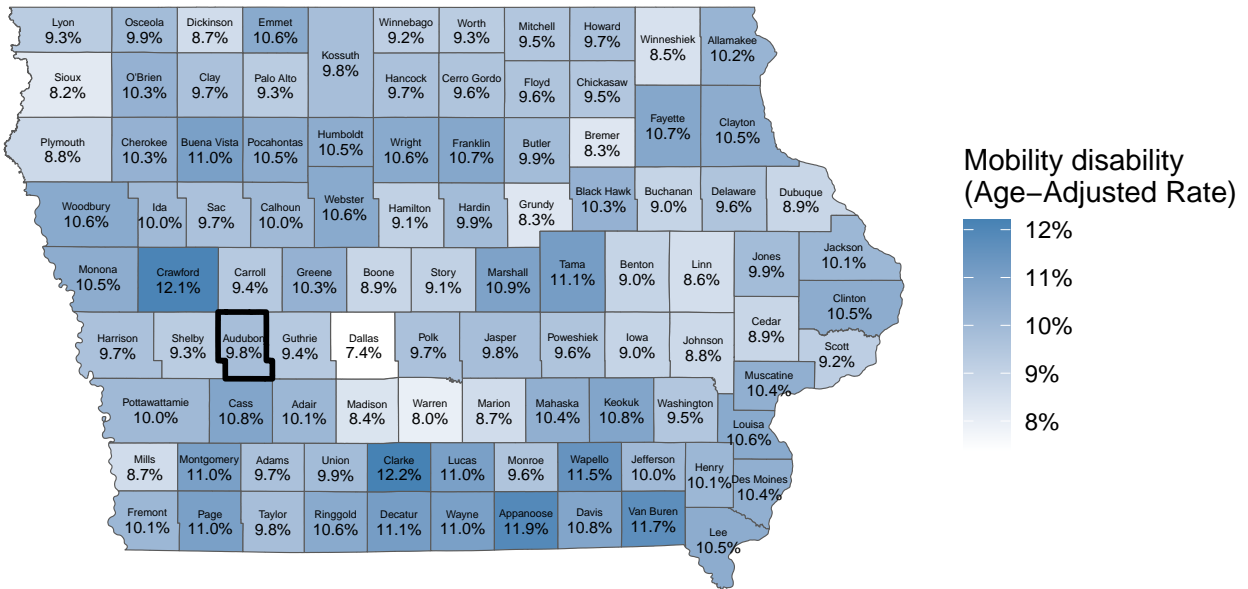 Lyon
9.3%
Osceola
9.9%
Dickinson
8.7%
Emmet
10.6%
Kossuth
9.8%
Winnebago
9.2%
Worth
9.3%
Mitchell
9.5%
Howard
9.7%
Winneshiek
8.5%
Allamakee
10.2%
Sioux
8.2%
O'Brien
10.3%
Clay
9.7%
Palo Alto
9.3%
Hancock
9.7%
Cerro Gordo
9.6%
Floyd
9.6%
Chickasaw
9.5%
Fayette
10.7%
Clayton
10.5%
Plymouth
8.8%
Cherokee
10.3%
Buena Vista
11.0%
Pocahontas
10.5%
Humboldt
10.5%
Wright
10.6%
Franklin
10.7%
Butler
9.9%
Bremer
8.3%
Woodbury
10.6%
Ida
10.0%
Sac
9.7%
Calhoun
10.0%
Webster
10.6%
Hamilton
9.1%
Hardin
9.9%
Grundy
8.3%
Black Hawk
10.3%
Buchanan
9.0%
Delaware
9.6%
Dubuque
8.9%
Monona
10.5%
Crawford
12.1%
Carroll
9.4%
Greene
10.3%
Boone
8.9%
Story
9.1%
Marshall
10.9%
Tama
11.1%
Benton
9.0%
Linn
8.6%
Jones
9.9%
Jackson
10.1%
Clinton
10.5%
Harrison
9.7%
Shelby
9.3%
Audubon
9.8%
Guthrie
9.4%
Dallas
7.4%
Polk
9.7%
Jasper
9.8%
Poweshiek
9.6%
Iowa
9.0%
Johnson
8.8%
Cedar
8.9%
Scott
9.2%
Muscatine
10.4%
Pottawattamie
10.0%
Cass
10.8%
Adair
10.1%
Madison
8.4%
Warren
8.0%
Marion
8.7%
Mahaska
10.4%
Keokuk
10.8%
Washington
9.5%
Louisa
10.6%
Mills
8.7%
Montgomery
11.0%
Adams
9.7%
Union
9.9%
Clarke
12.2%
Lucas
11.0%
Monroe
9.6%
Wapello
11.5%
Jefferson
10.0%
Henry
10.1%
Des Moines
10.4%
Fremont
10.1%
Page
11.0%
Taylor
9.8%
Ringgold
10.6%
Decatur
11.1%
Wayne
11.0%
Appanoose
11.9%
Davis
10.8%
Van Buren
11.7%
Lee
10.5%
Mobility disability
(Age−Adjusted Rate)
12%
11%
10%
9%
8%